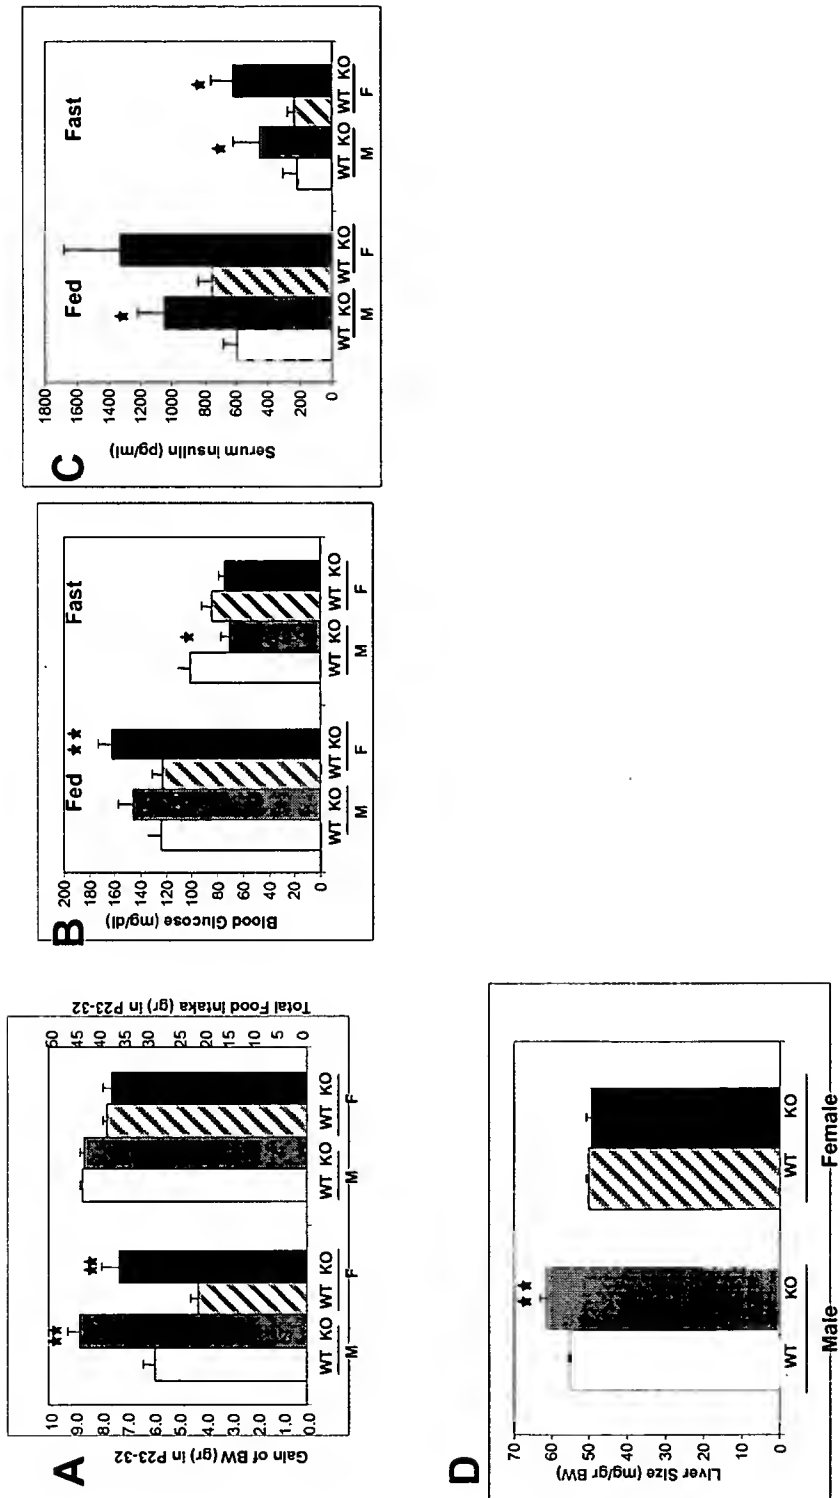 A
Gain of BW (gr) in P23-32
10
9.0
8.0
7.0
6.0
5.0
4.0
3.0
2.0
1.0
0.0
★★
★★
WT KO WT KO
M F
WT KO WT KO
M F
50
45
40
35
30
25
20
15
10
5
0
Total Food Intaka (gr) in P23-32
B
Blood Glucose (mg/dl)
200
180
160
140
120
100
80
60
40
20
0
Fed ★★
Fast
★
WT KO WT KO
M F
WT KO WT KO
M F
C
Serum insulin (pg/ml)
1800
1600
1400
1200
1000
800
600
400
200
0
Fed
Fast
★
★
★
WT KO WT KO
M F
WT KO WT KO
M F
D
Liver Size (mg/gr BW)
70
60
50
40
30
20
10
0
★★
WT KO WT KO
Male Female